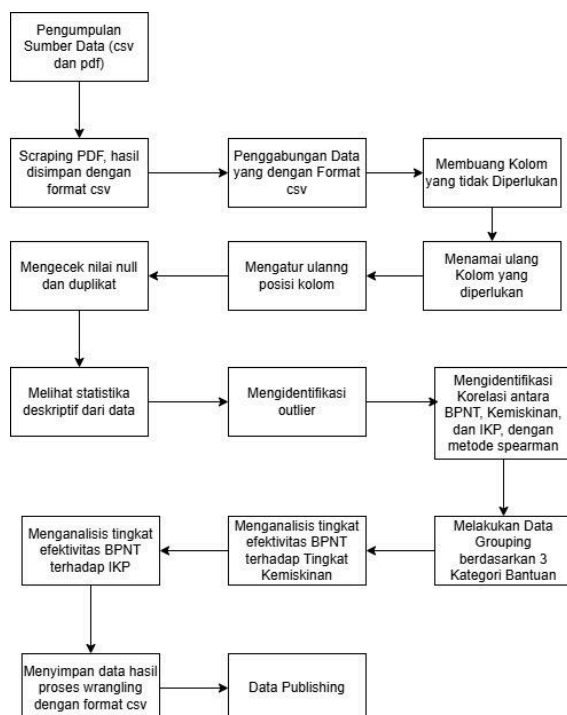 Pengumpulan
Sumber Data (csv
dan pdf)
Scraping PDF, hasil
disimpan dengan
format csv
Penggabungan Data
yang dengan Format
csv
Membuang Kolom
yang tidak Diperlukan
Menamai ulang
Kolom yang
diperlukan
Mengatur ulanng
posisi kolom
Mengecek nilai null
dan duplikat
Melihat statistika
deskriptif dari data
Mengidentifikasi
outlier
Mengidentifikasi
Korelasi antara
BPNT, Kemiskinan,
dan IKP, dengan
metode spearman
Melakukan Data
Grouping
berdasarkan 3
Kategori Bantuan
Menganalisis tingkat
efektivitas BPNT
terhadap Tingkat
Kemiskinan
Menganalisis tingkat
efektivitas BPNT
terhadap IKP
Menyimpan data hasil
proses wrangling
dengan format csv
Data Publishing